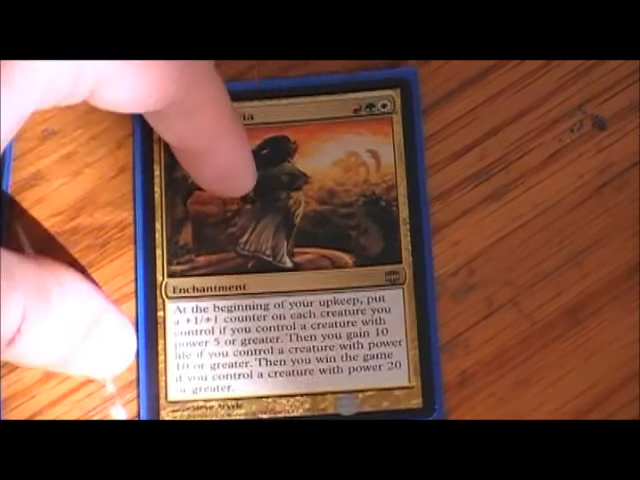 Enchantment
At the beginning of your upkeep, put
a +1/+1 counter on each creature you
control if you control a creature with
power 5 or greater. Then you gain 10
life if you control a creature with power
10 or greater. Then you win the game
if you control a creature with power 20
or greater.
Steve Argyle